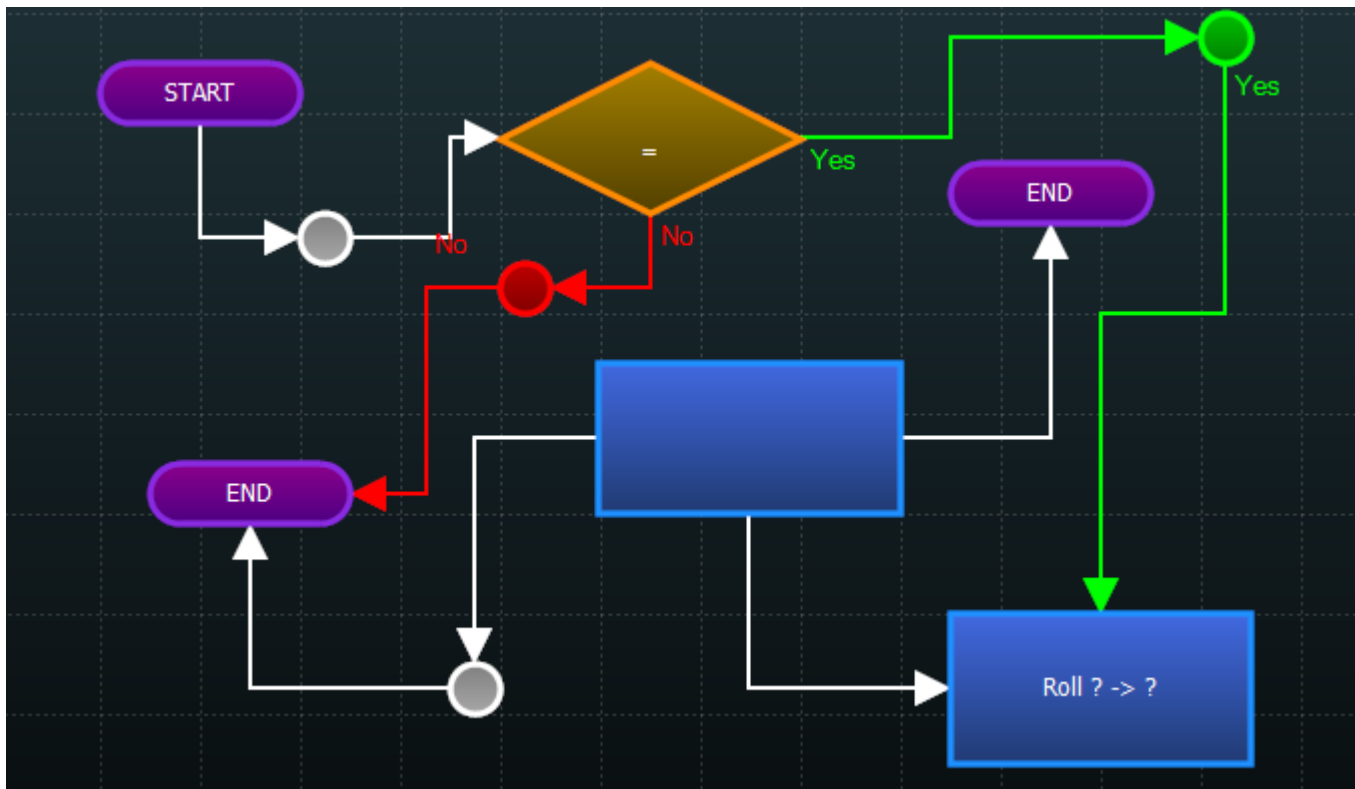 START
=
Yes
Yes
END
No
No
END
Roll ? -> ?